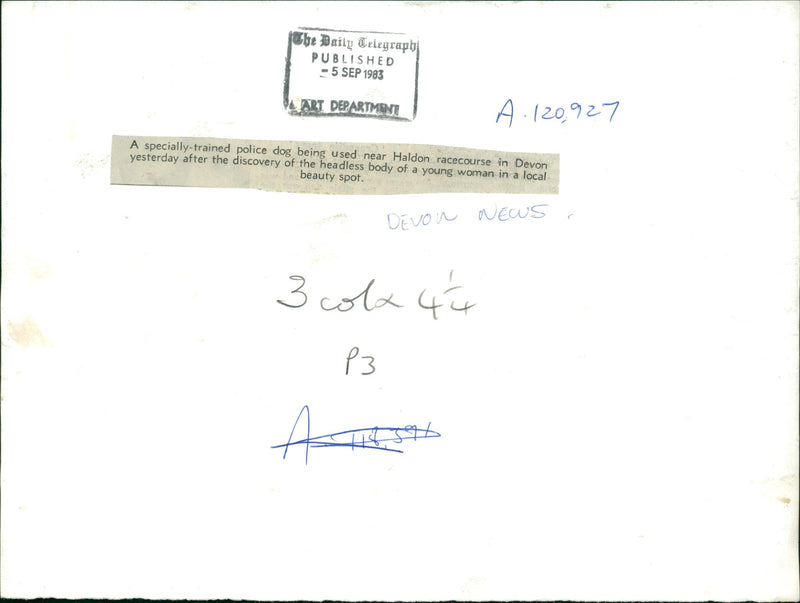 The Daily Telegraph
PUBLISHED
- 5 SEP 1983
ART DEPARTMENT
A. 120,927
A specially-trained police dog being used near Haldon racecourse in Devon
yesterday after the discovery of the headless body of a young woman in a local
beauty spot.
DEVON NEWS.
3 col x 4 1/4
P3
A